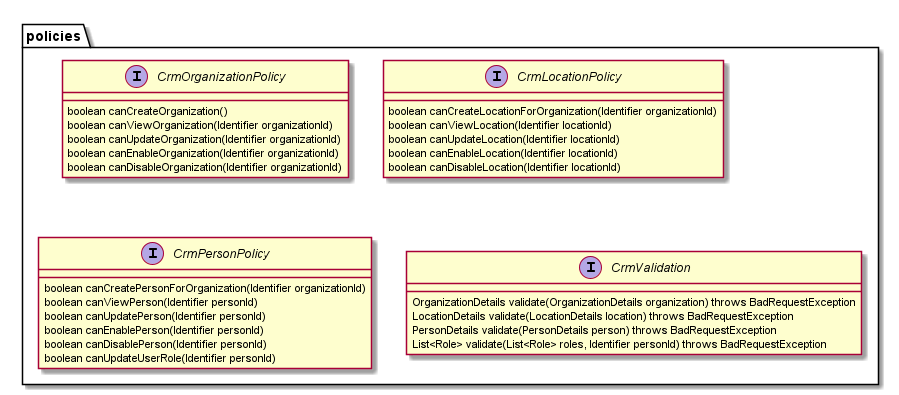 policies
I CrmOrganizationPolicy
boolean canCreateOrganization()
boolean canViewOrganization(Identifier organizationId)
boolean canUpdateOrganization(Identifier organizationId)
boolean canEnableOrganization(Identifier organizationId)
boolean canDisableOrganization(Identifier organizationId)
I CrmLocationPolicy
boolean canCreateLocationForOrganization(Identifier organizationId)
boolean canViewLocation(Identifier locationId)
boolean canUpdateLocation(Identifier locationId)
boolean canEnableLocation(Identifier locationId)
boolean canDisableLocation(Identifier locationId)
I CrmPersonPolicy
boolean canCreatePersonForOrganization(Identifier organizationId)
boolean canViewPerson(Identifier personId)
boolean canUpdatePerson(Identifier personId)
boolean canEnablePerson(Identifier personId)
boolean canDisablePerson(Identifier personId)
boolean canUpdateUserRole(Identifier personId)
I CrmValidation
OrganizationDetails validate(OrganizationDetails organization) throws BadRequestException
LocationDetails validate(LocationDetails location) throws BadRequestException
PersonDetails validate(PersonDetails person) throws BadRequestException
List<Role> validate(List<Role> roles, Identifier personId) throws BadRequestException